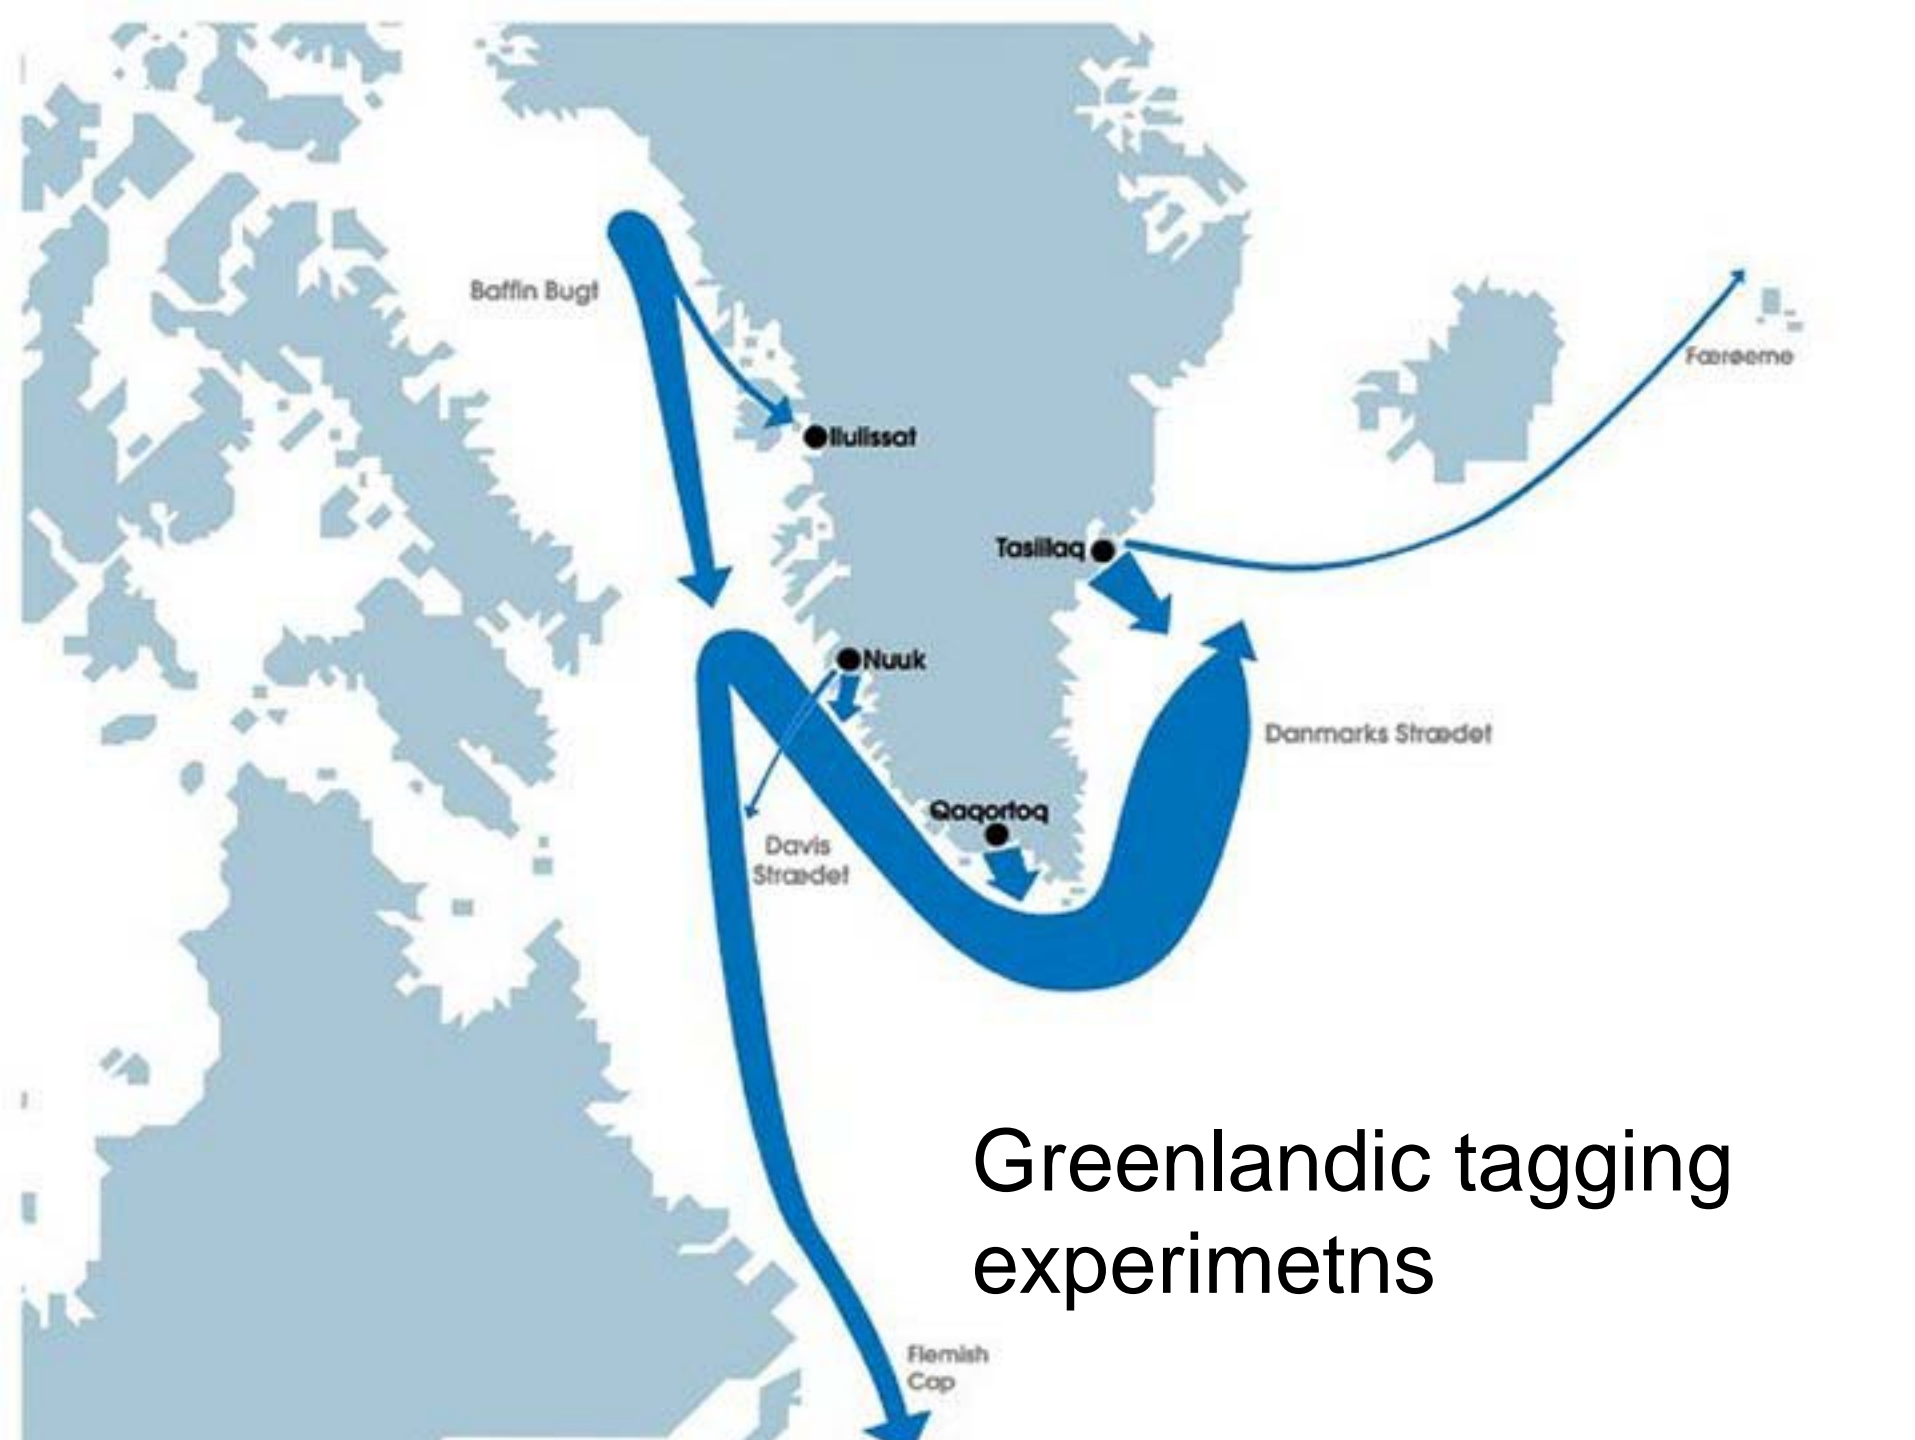 Baffin Bugt
Færøerne
Ilulissat
Tasiilaq
Nuuk
Danmarks Strædet
Qaqortoq
Davis
Strædet
Greenlandic tagging
experimetns
Flemish
Cap